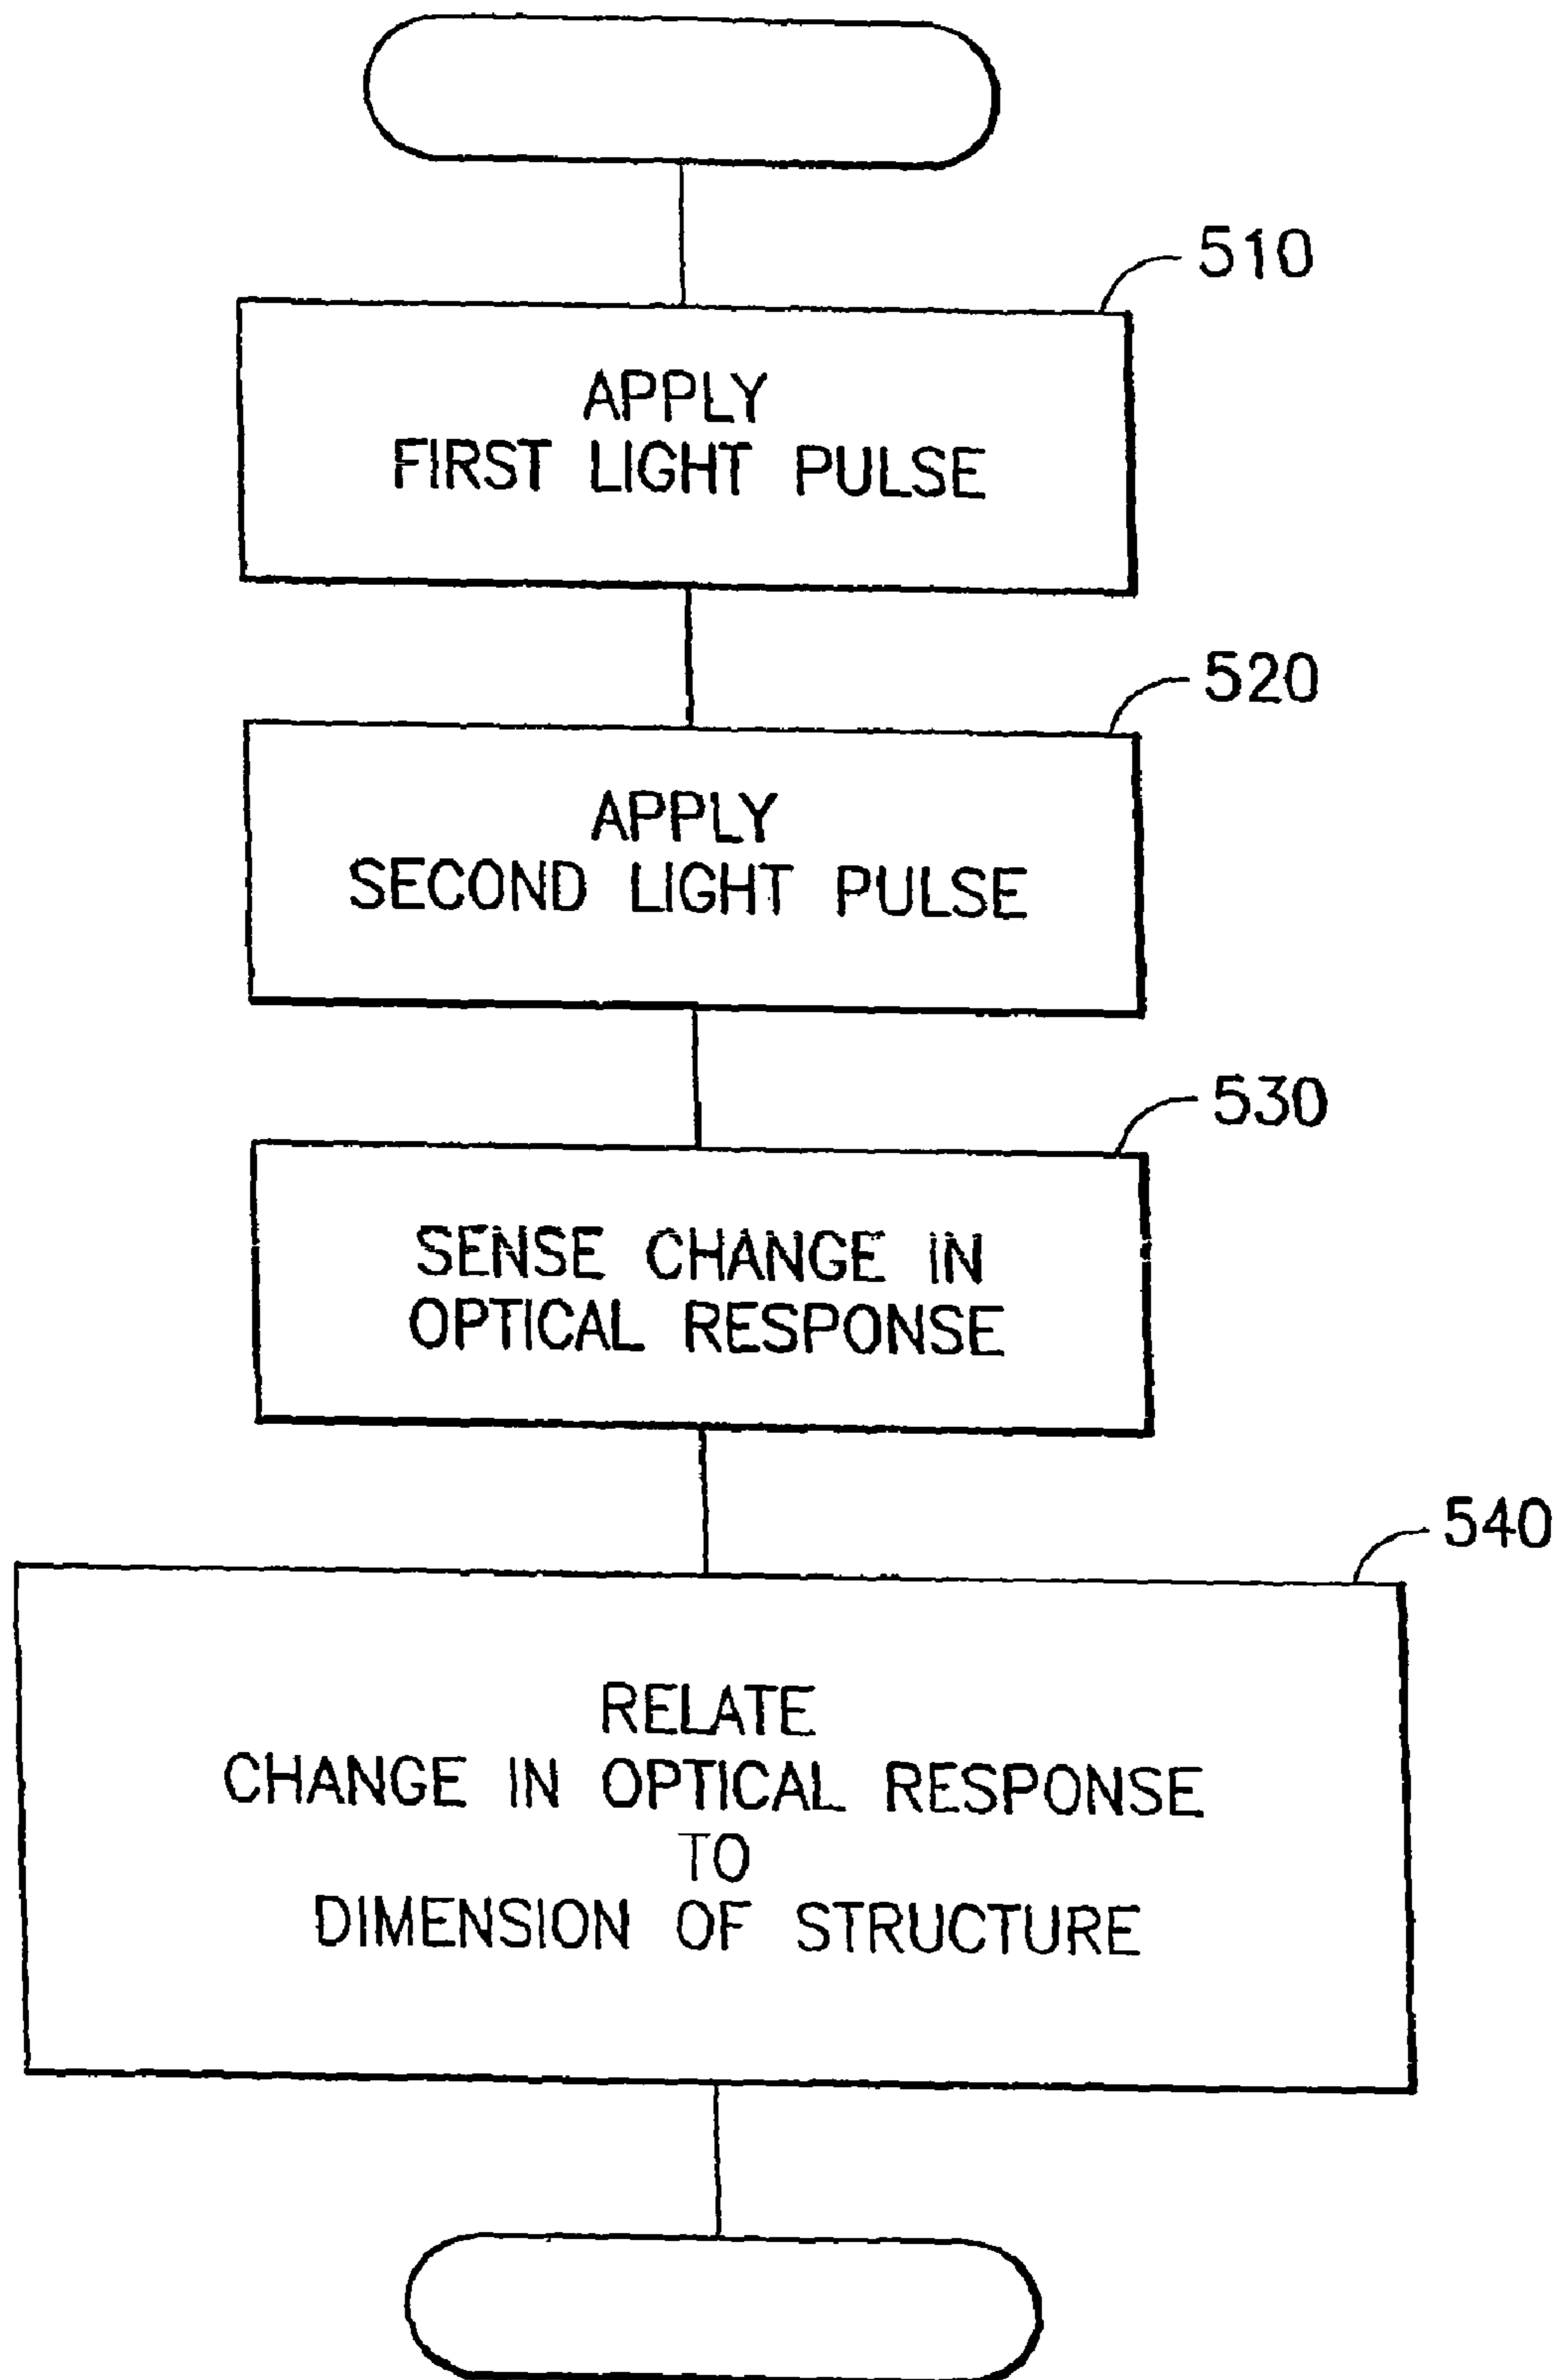 510
APPLY
FIRST LIGHT PULSE
520
APPLY
SECOND LIGHT PULSE
530
SENSE CHANGE IN
OPTICAL RESPONSE
540
RELATE
CHANGE IN OPTICAL RESPONSE
TO
DIMENSION OF STRUCTURE